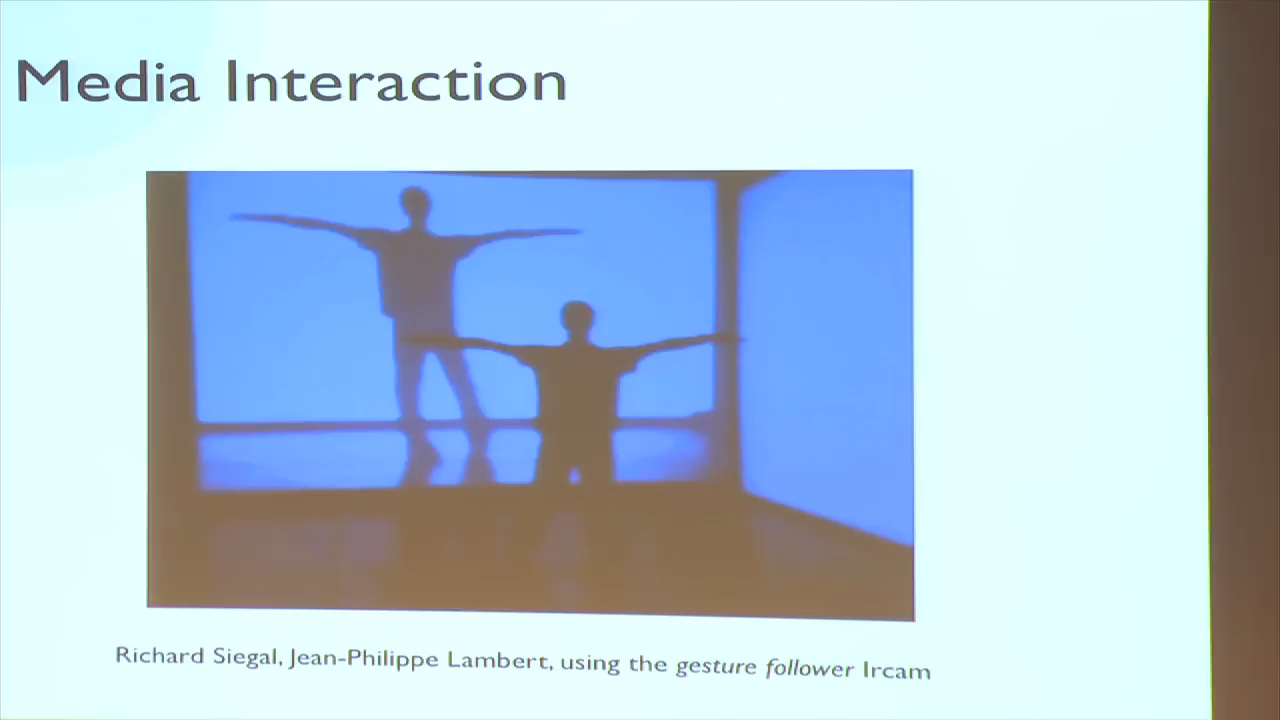 Media Interaction
Richard Siegal, Jean-Philippe Lambert, using the gesture follower Ircam